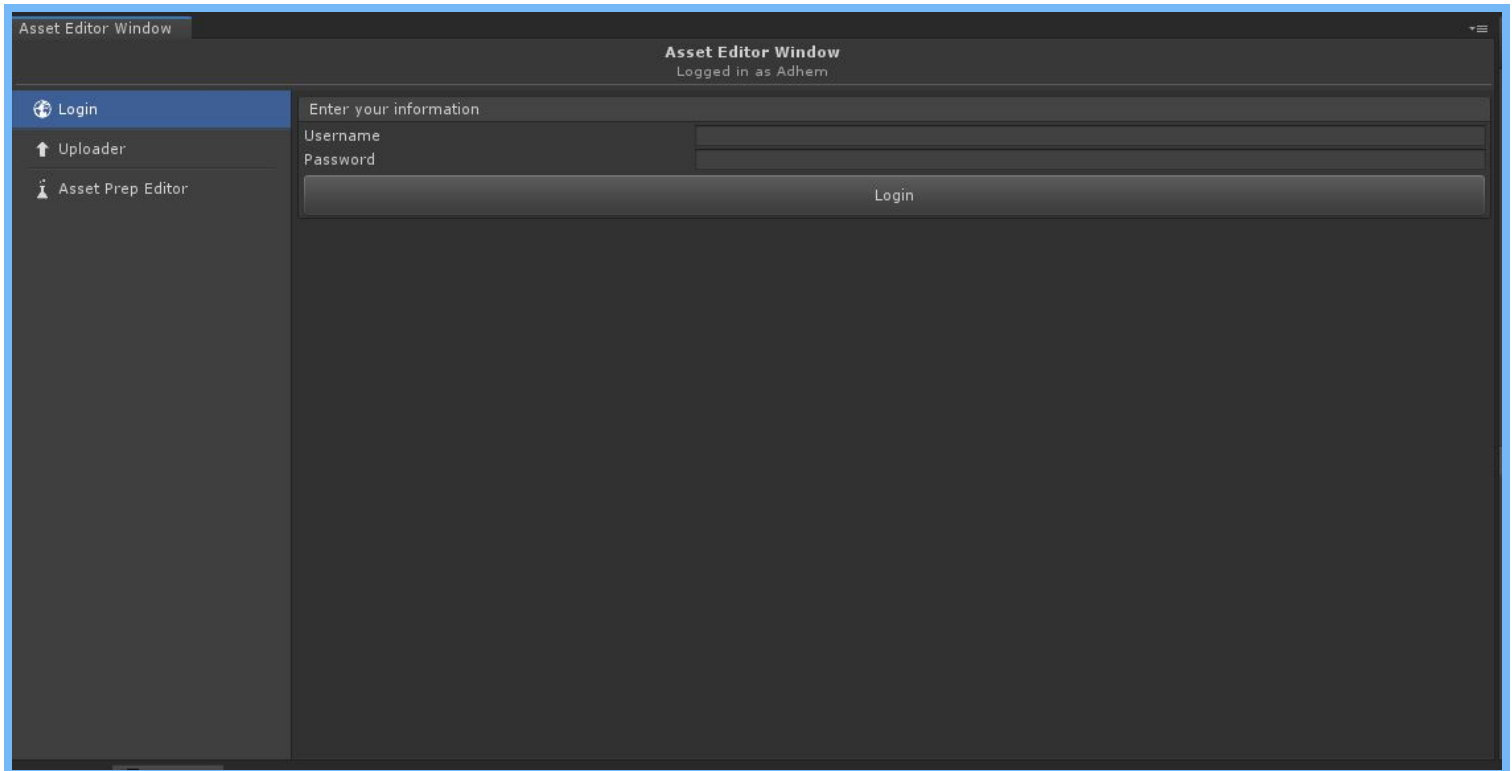 Asset Editor Window
Asset Editor Window
Logged in as Adhem
Login
Uploader
Asset Prep Editor
Enter your information
Username
Password
Login